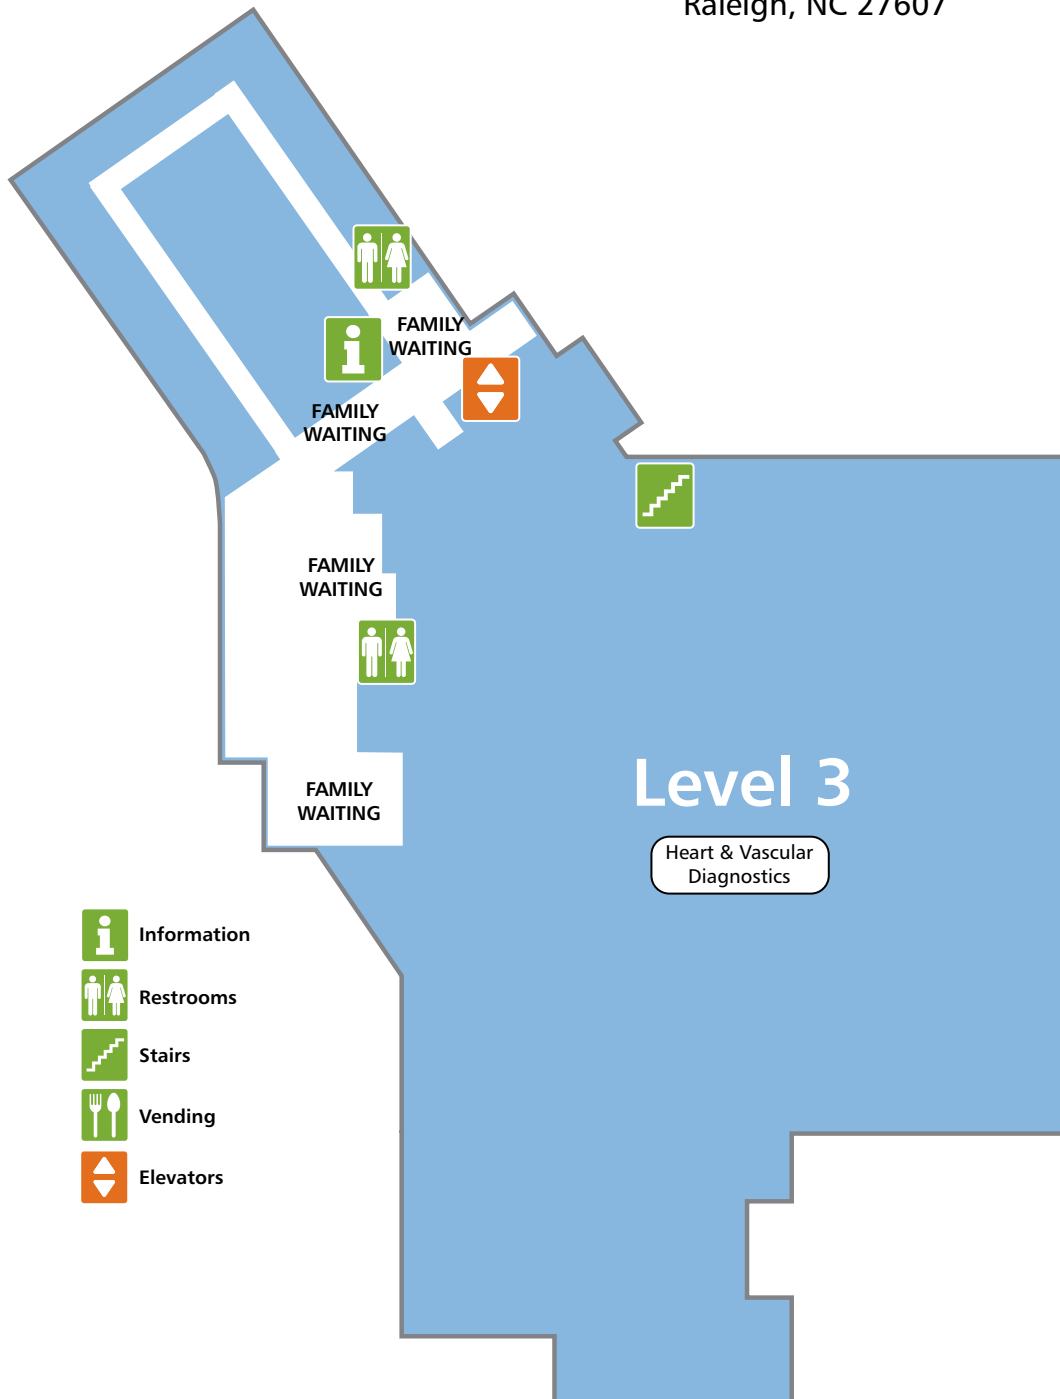 Raleigh, NC 27607
FAMILY
WAITING
FAMILY
WAITING
FAMILY
WAITING
FAMILY
WAITING
Level 3
Heart & Vascular
Diagnostics
Information
Restrooms
Stairs
Vending
Elevators